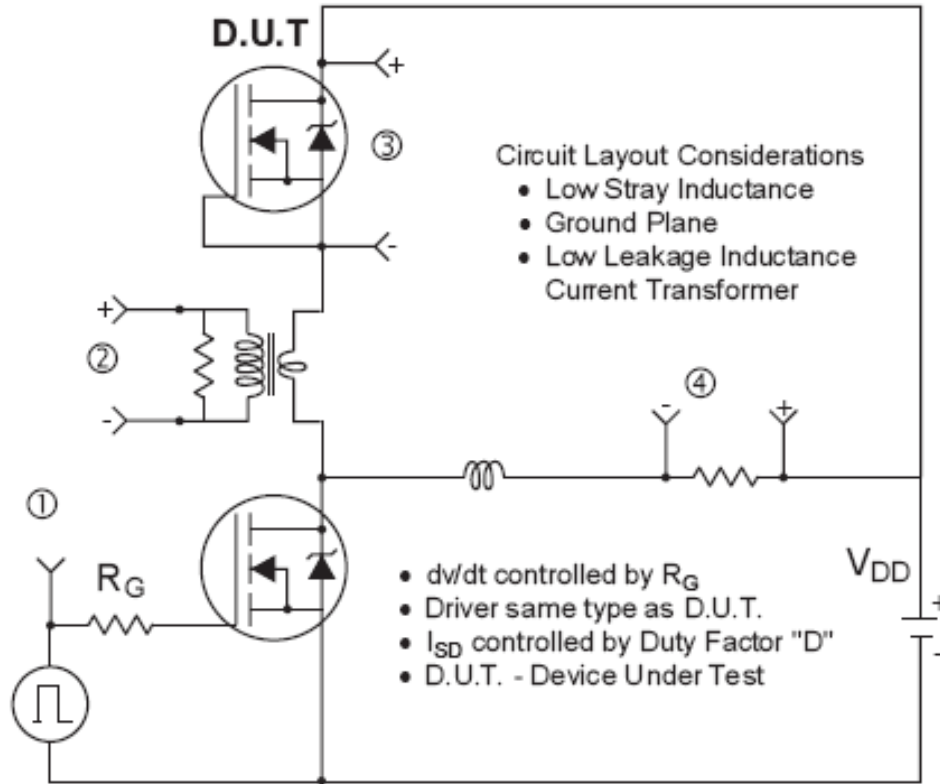 D.U.T
+
③
Circuit Layout Considerations
• Low Stray Inductance
• Ground Plane
• Low Leakage Inductance
Current Transformer
-
+
②
-
④
- +
①
RG
VDD
+
-
• dv/dt controlled by RG
• Driver same type as D.U.T.
• ISD controlled by Duty Factor "D"
• D.U.T. - Device Under Test